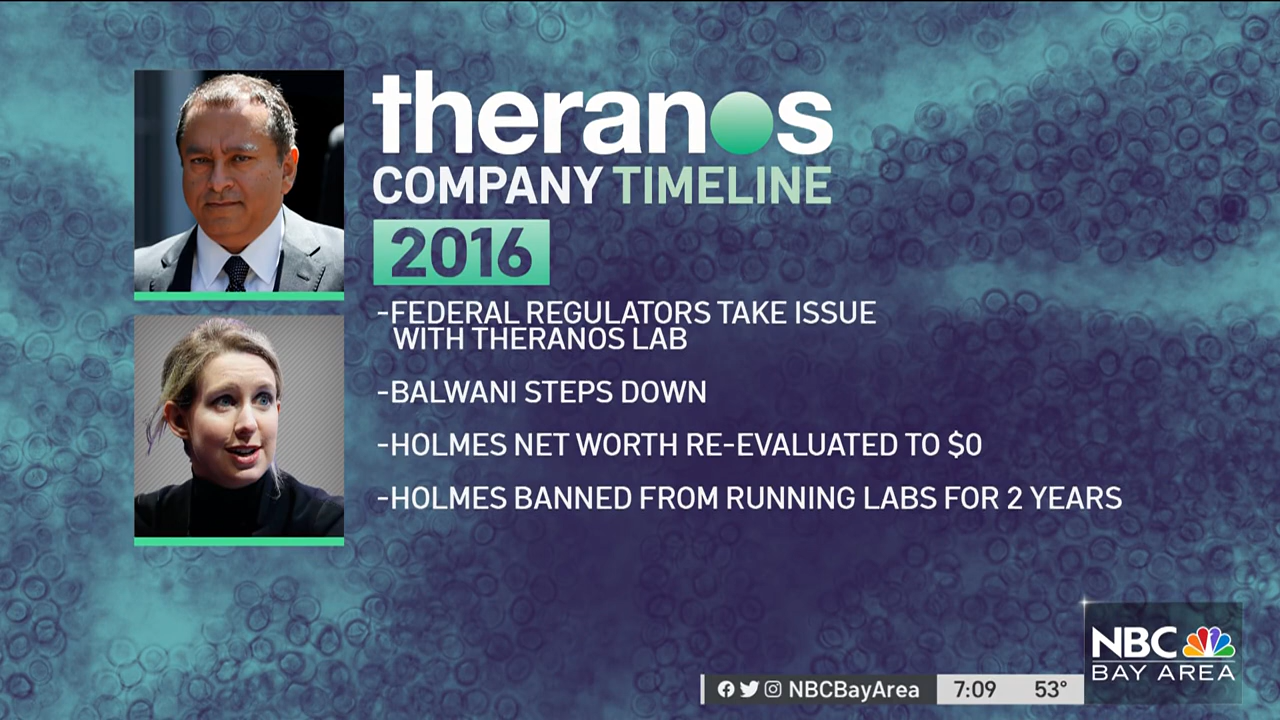 theranos
COMPANY TIMELINE
2016
-FEDERAL REGULATORS TAKE ISSUE
WITH THERANOS LAB
-BALWANI STEPS DOWN
-HOLMES NET WORTH RE-EVALUATED TO $0
-HOLMES BANNED FROM RUNNING LABS FOR 2 YEARS
NBC
BAY AREA
NBCBayArea 7:09 53°